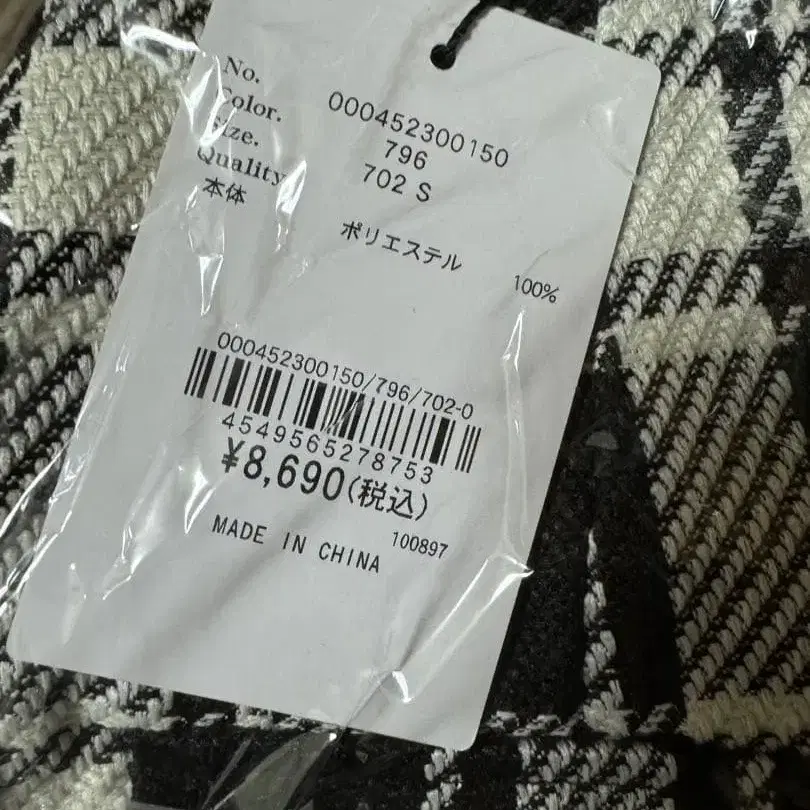 No. 000452300150
Color. 796
Size. 702 S
Quality
本体 ポリエステル 100%
000452300150/796/702-0
4549565278753
¥8,690(税込)
MADE IN CHINA 100897